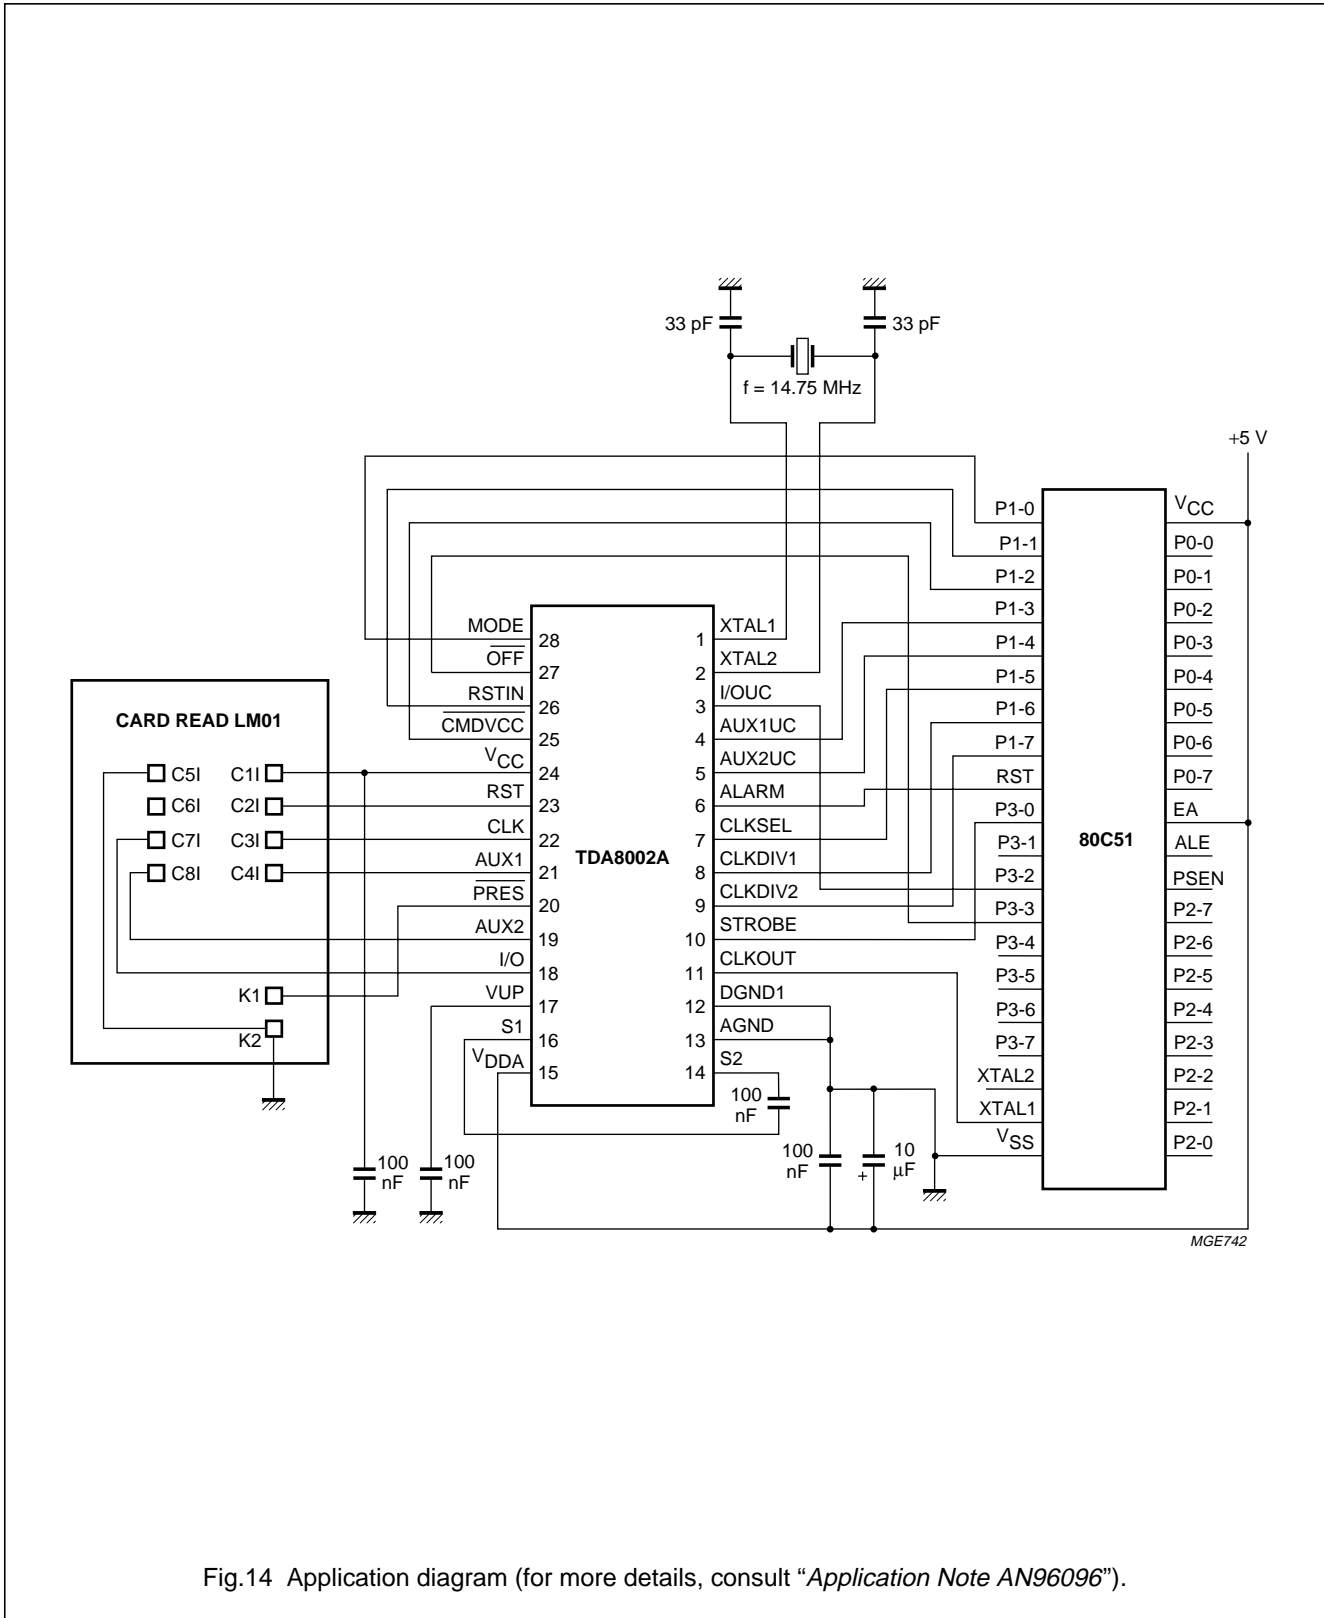 33 pF
33 pF
f = 14.75 MHz
+5 V
CARD READ LM01
C5I
C1I
C6I
C2I
C7I
C3I
C8I
C4I
K1
K2
MODE
OFF
RSTIN
CMDVCC
VCC
RST
CLK
AUX1
PRES
AUX2
I/O
VUP
S1
VDDA
28
27
26
25
24
23
22
21
20
19
18
17
16
15
TDA8002A
1
2
3
4
5
6
7
8
9
10
11
12
13
14
XTAL1
XTAL2
I/OUC
AUX1UC
AUX2UC
ALARM
CLKSEL
CLKDIV1
CLKDIV2
STROBE
CLKOUT
DGND1
AGND
S2
100
nF
100
nF
100
nF
100
nF
10
μF
+
P1-0
P1-1
P1-2
P1-3
P1-4
P1-5
P1-6
P1-7
RST
P3-0
P3-1
P3-2
P3-3
P3-4
P3-5
P3-6
P3-7
XTAL2
XTAL1
VSS
80C51
VCC
P0-0
P0-1
P0-2
P0-3
P0-4
P0-5
P0-6
P0-7
EA
ALE
PSEN
P2-7
P2-6
P2-5
P2-4
P2-3
P2-2
P2-1
P2-0
MGE742
Fig.14 Application diagram (for more details, consult “Application Note AN96096”).